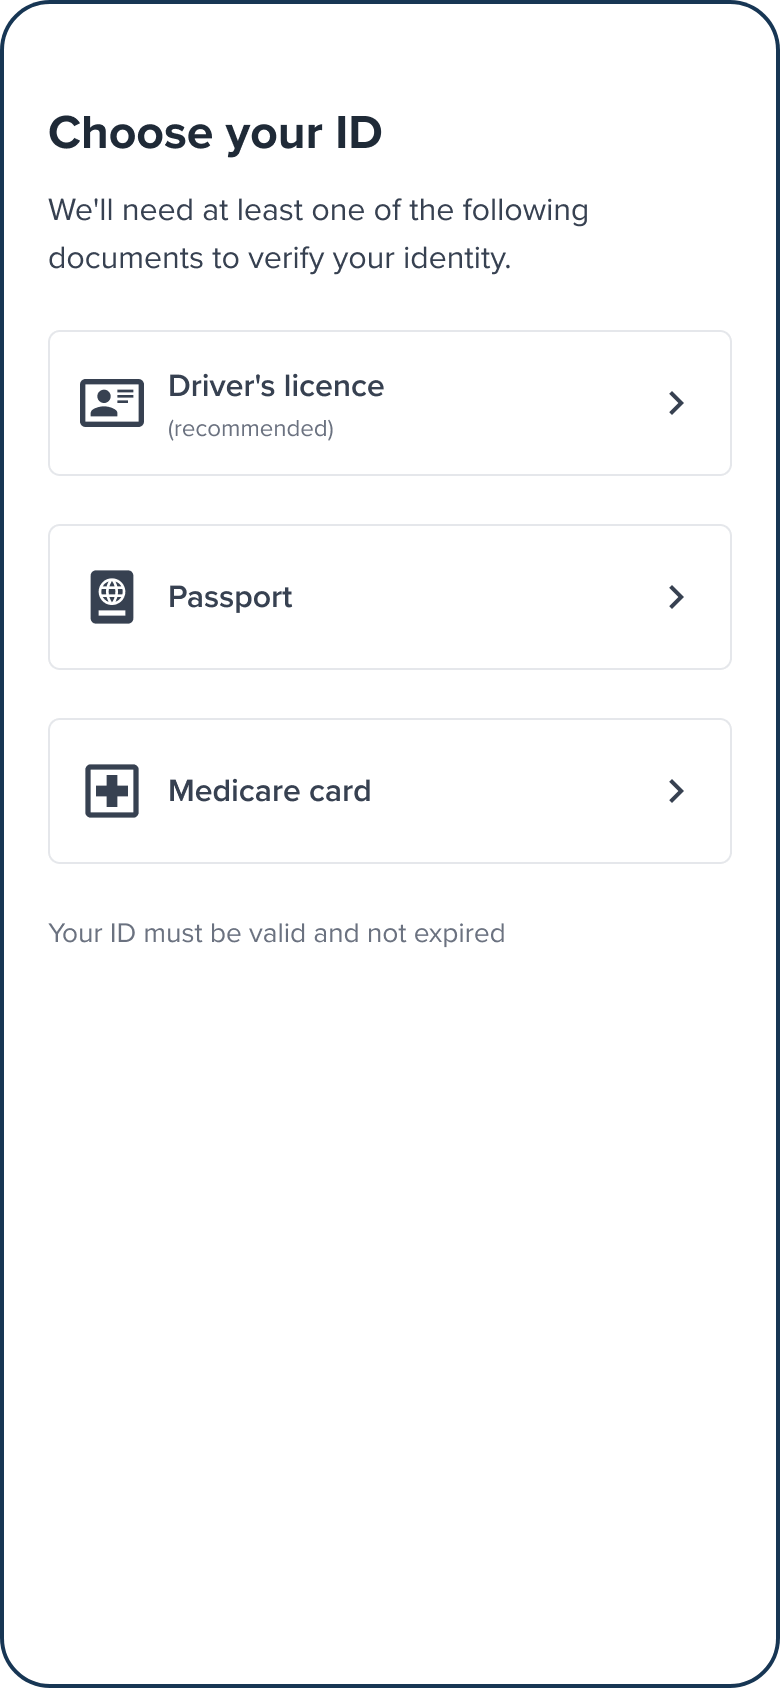 Choose your ID
We'll need at least one of the following
documents to verify your identity.
Driver's licence
(recommended)
Passport
Medicare card
Your ID must be valid and not expired